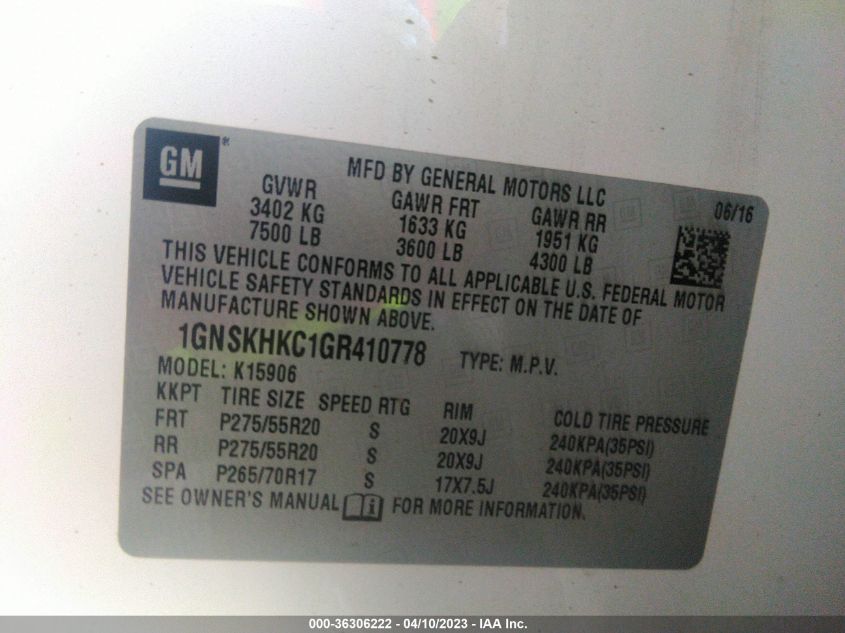 GM®
MFD BY GENERAL MOTORS LLC
06/16
GVWR GAWR FRT GAWR RR
3402 KG 1633 KG 1951 KG
7500 LB 3600 LB 4300 LB
THIS VEHICLE CONFORMS TO ALL APPLICABLE U.S. FEDERAL MOTOR
VEHICLE SAFETY STANDARDS IN EFFECT ON THE DATE OF
MANUFACTURE SHOWN ABOVE.
1GNSKHKC1GR410778 TYPE: M.P.V.
MODEL: K15906
KKPT TIRE SIZE SPEED RTG RIM COLD TIRE PRESSURE
FRT P275/55R20 S 20X9J 240KPA(35PSI)
RR P275/55R20 S 20X9J 240KPA(35PSI)
SPA P265/70R17 S 17X7.5J 240KPA(35PSI)
SEE OWNER'S MANUAL i FOR MORE INFORMATION.
000-36306222 - 04/10/2023 - IAA Inc.